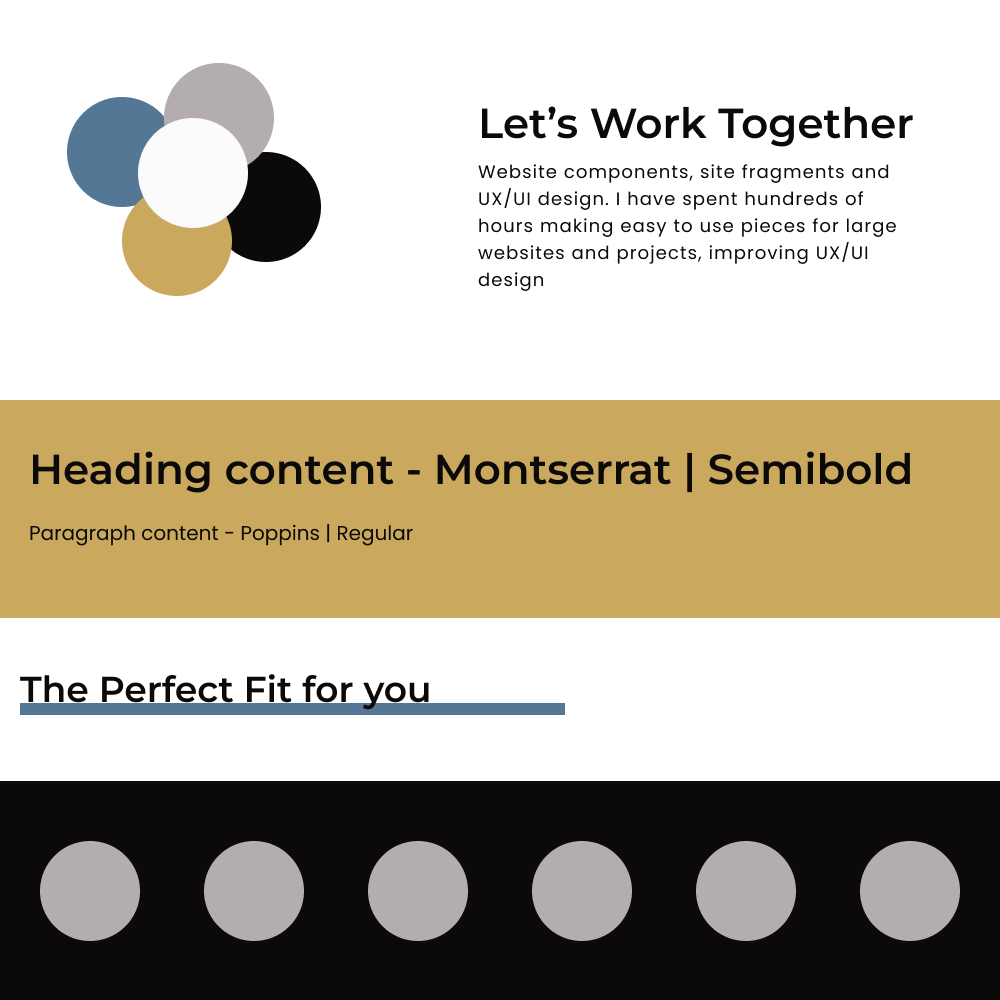 Let’s Work Together
Website components, site fragments and
UX/UI design. I have spent hundreds of
hours making easy to use pieces for large
websites and projects, improving UX/UI
design
Heading content - Montserrat | Semibold
Paragraph content - Poppins | Regular
The Perfect Fit for you